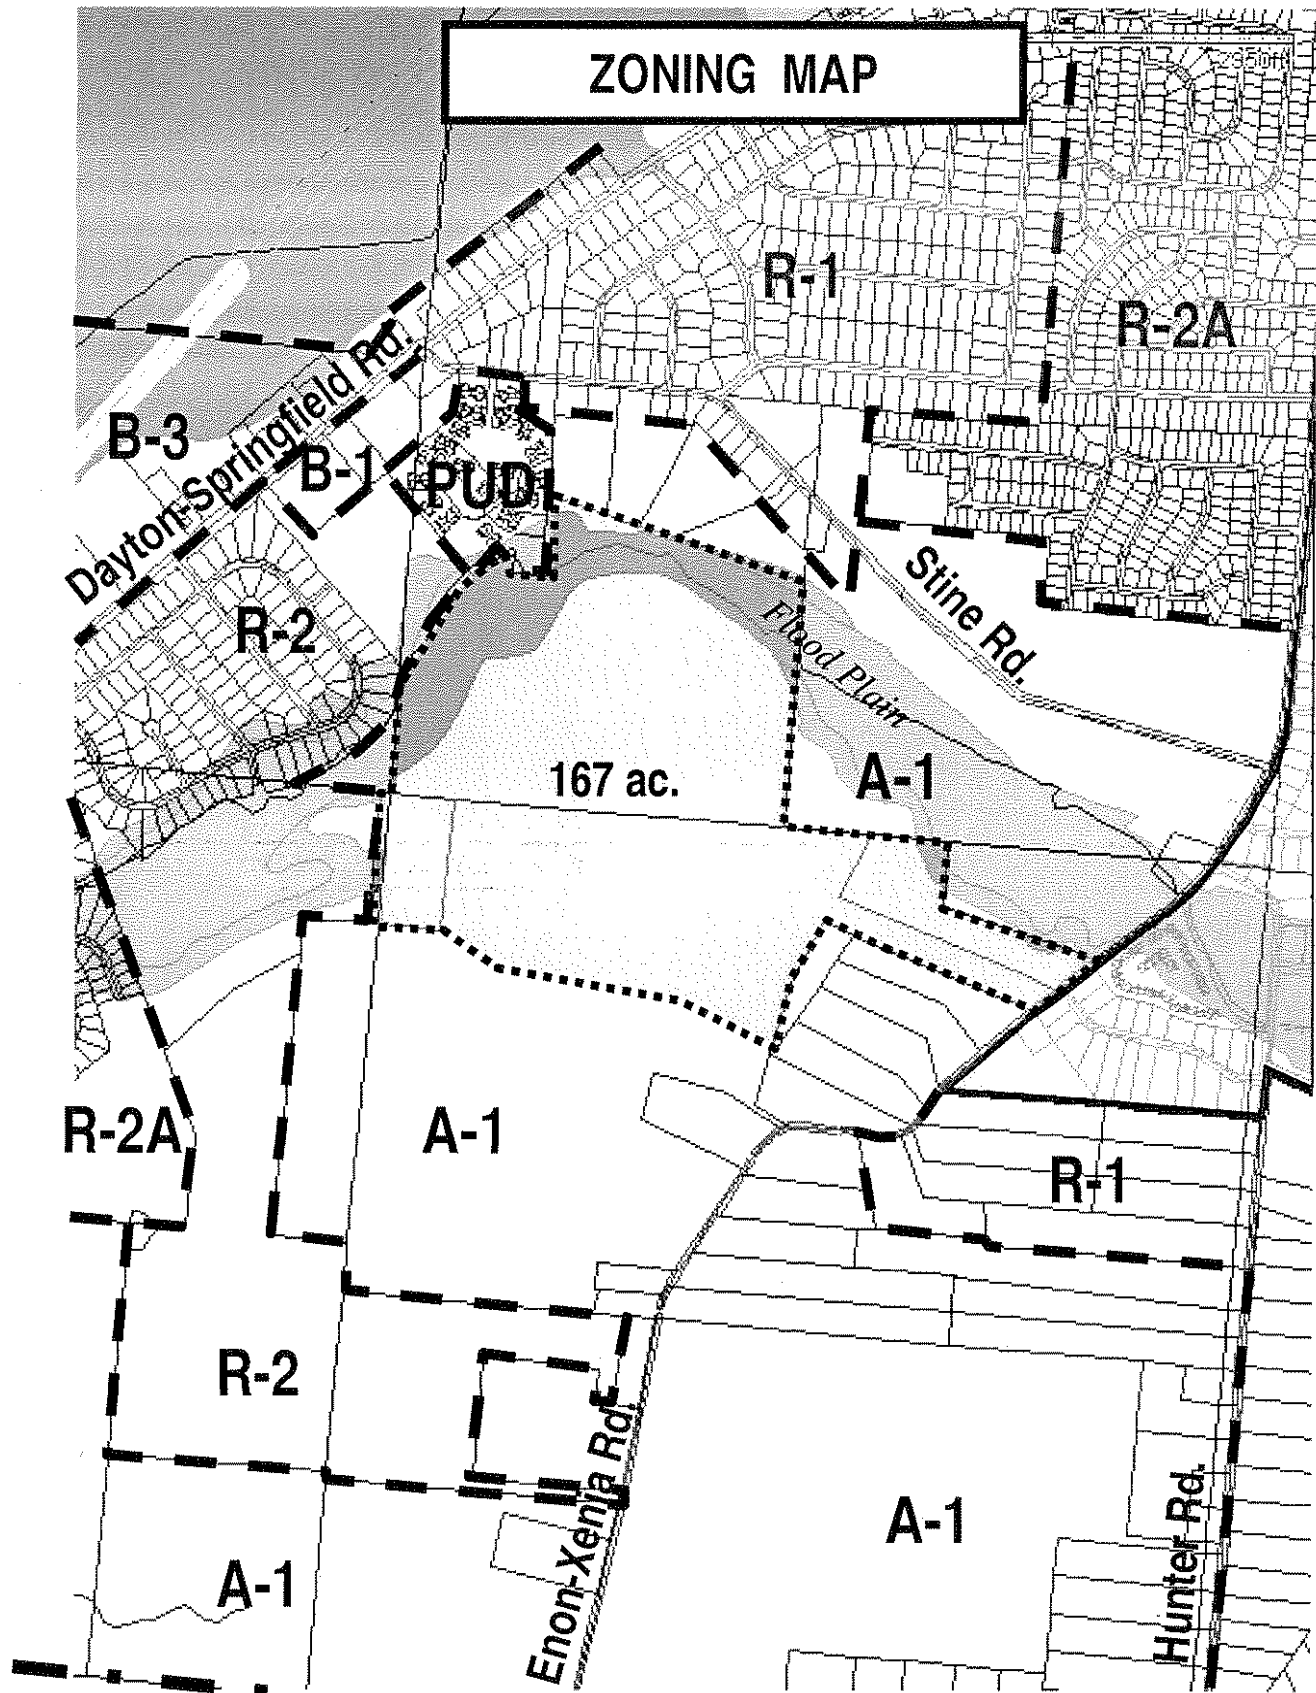 ZONING MAP
R-1
R-2A
Dayton-Springfield Rd.
B-3
B-1
PUD
Stine Rd.
Flood Plain
R-2
167 ac.
A-1
R-2A
A-1
R-1
R-2
Enon-Xenia Rd.
A-1
Hunter Rd.
A-1